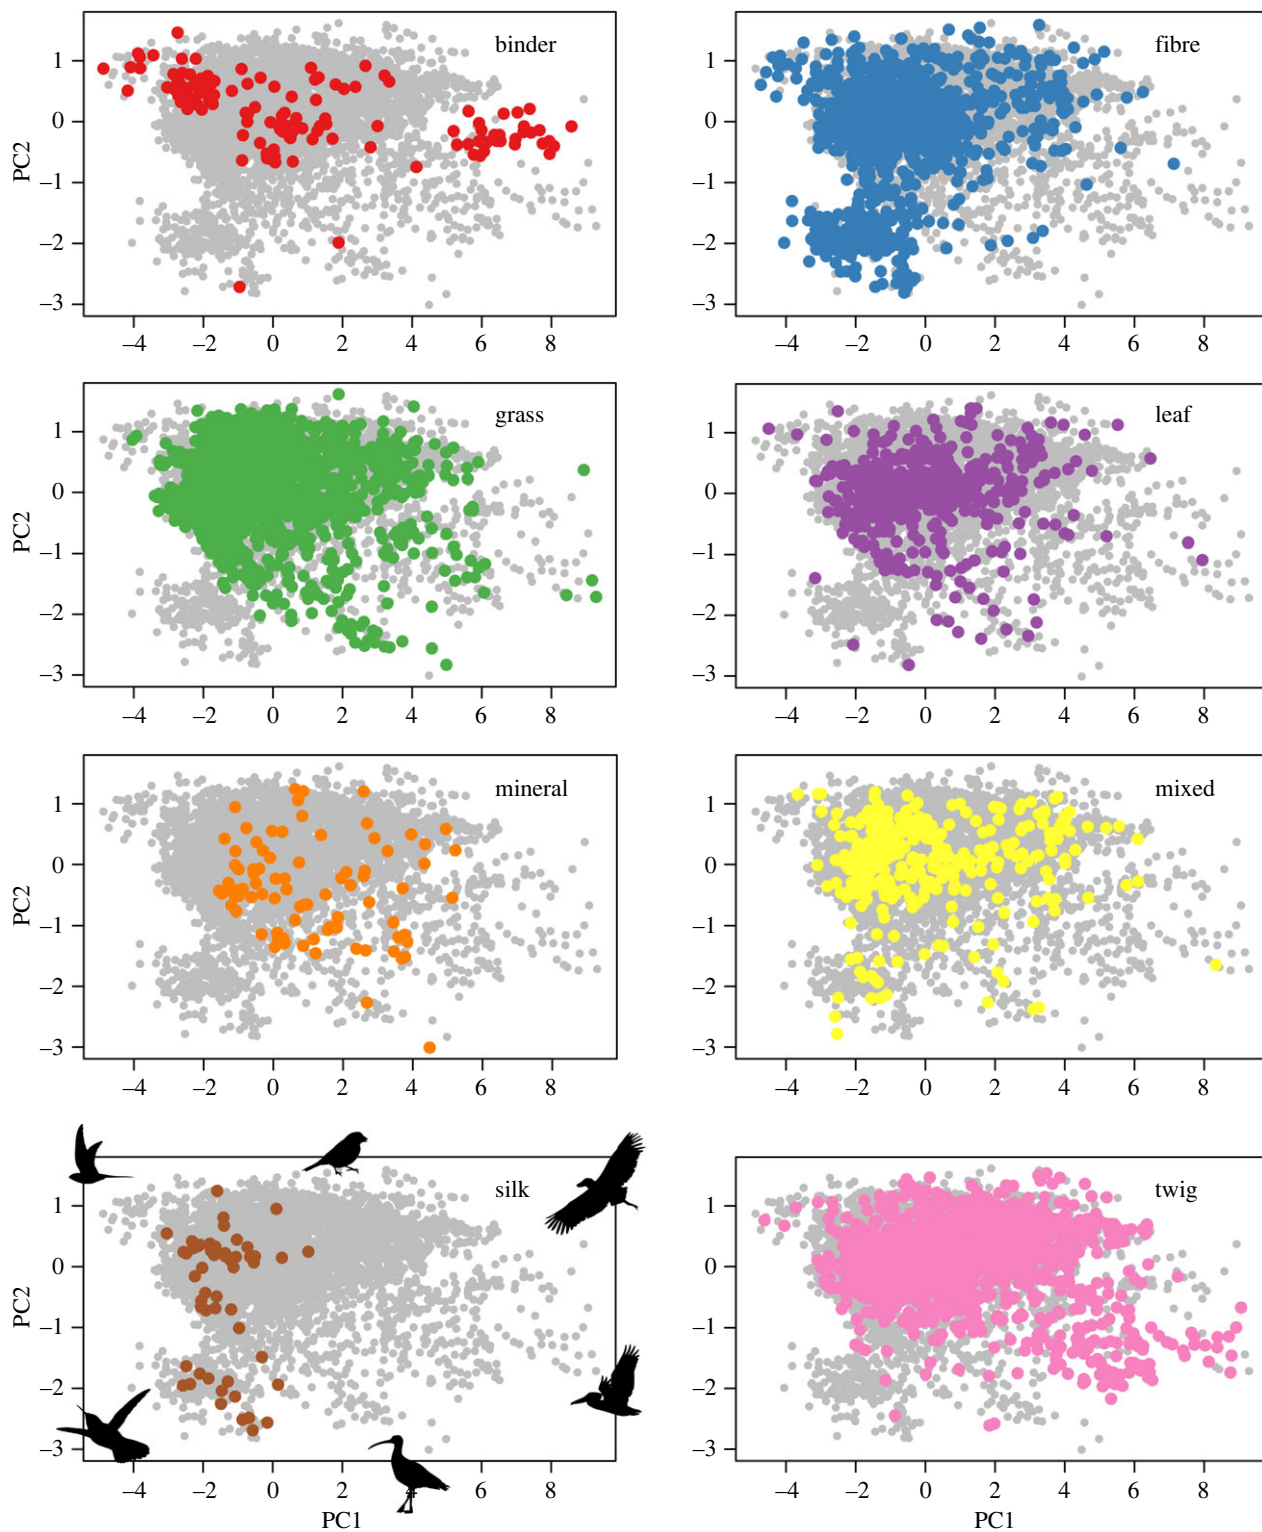 binder
fibre
1
0
–1
–2
–3
PC2
–4 –2 0 2 4 6 8
1
0
–1
–2
–3
–4 –2 0 2 4 6 8
grass
leaf
1
0
–1
–2
–3
PC2
–4 –2 0 2 4 6 8
1
0
–1
–2
–3
–4 –2 0 2 4 6 8
mineral
mixed
1
0
–1
–2
–3
PC2
–4 –2 0 2 4 6 8
1
0
–1
–2
–3
–4 –2 0 2 4 6 8
silk
twig
1
0
–1
–2
–3
PC2
–4 –2 0 2 4 6 8
PC1
1
0
–1
–2
–3
–4 –2 0 2 4 6 8
PC1